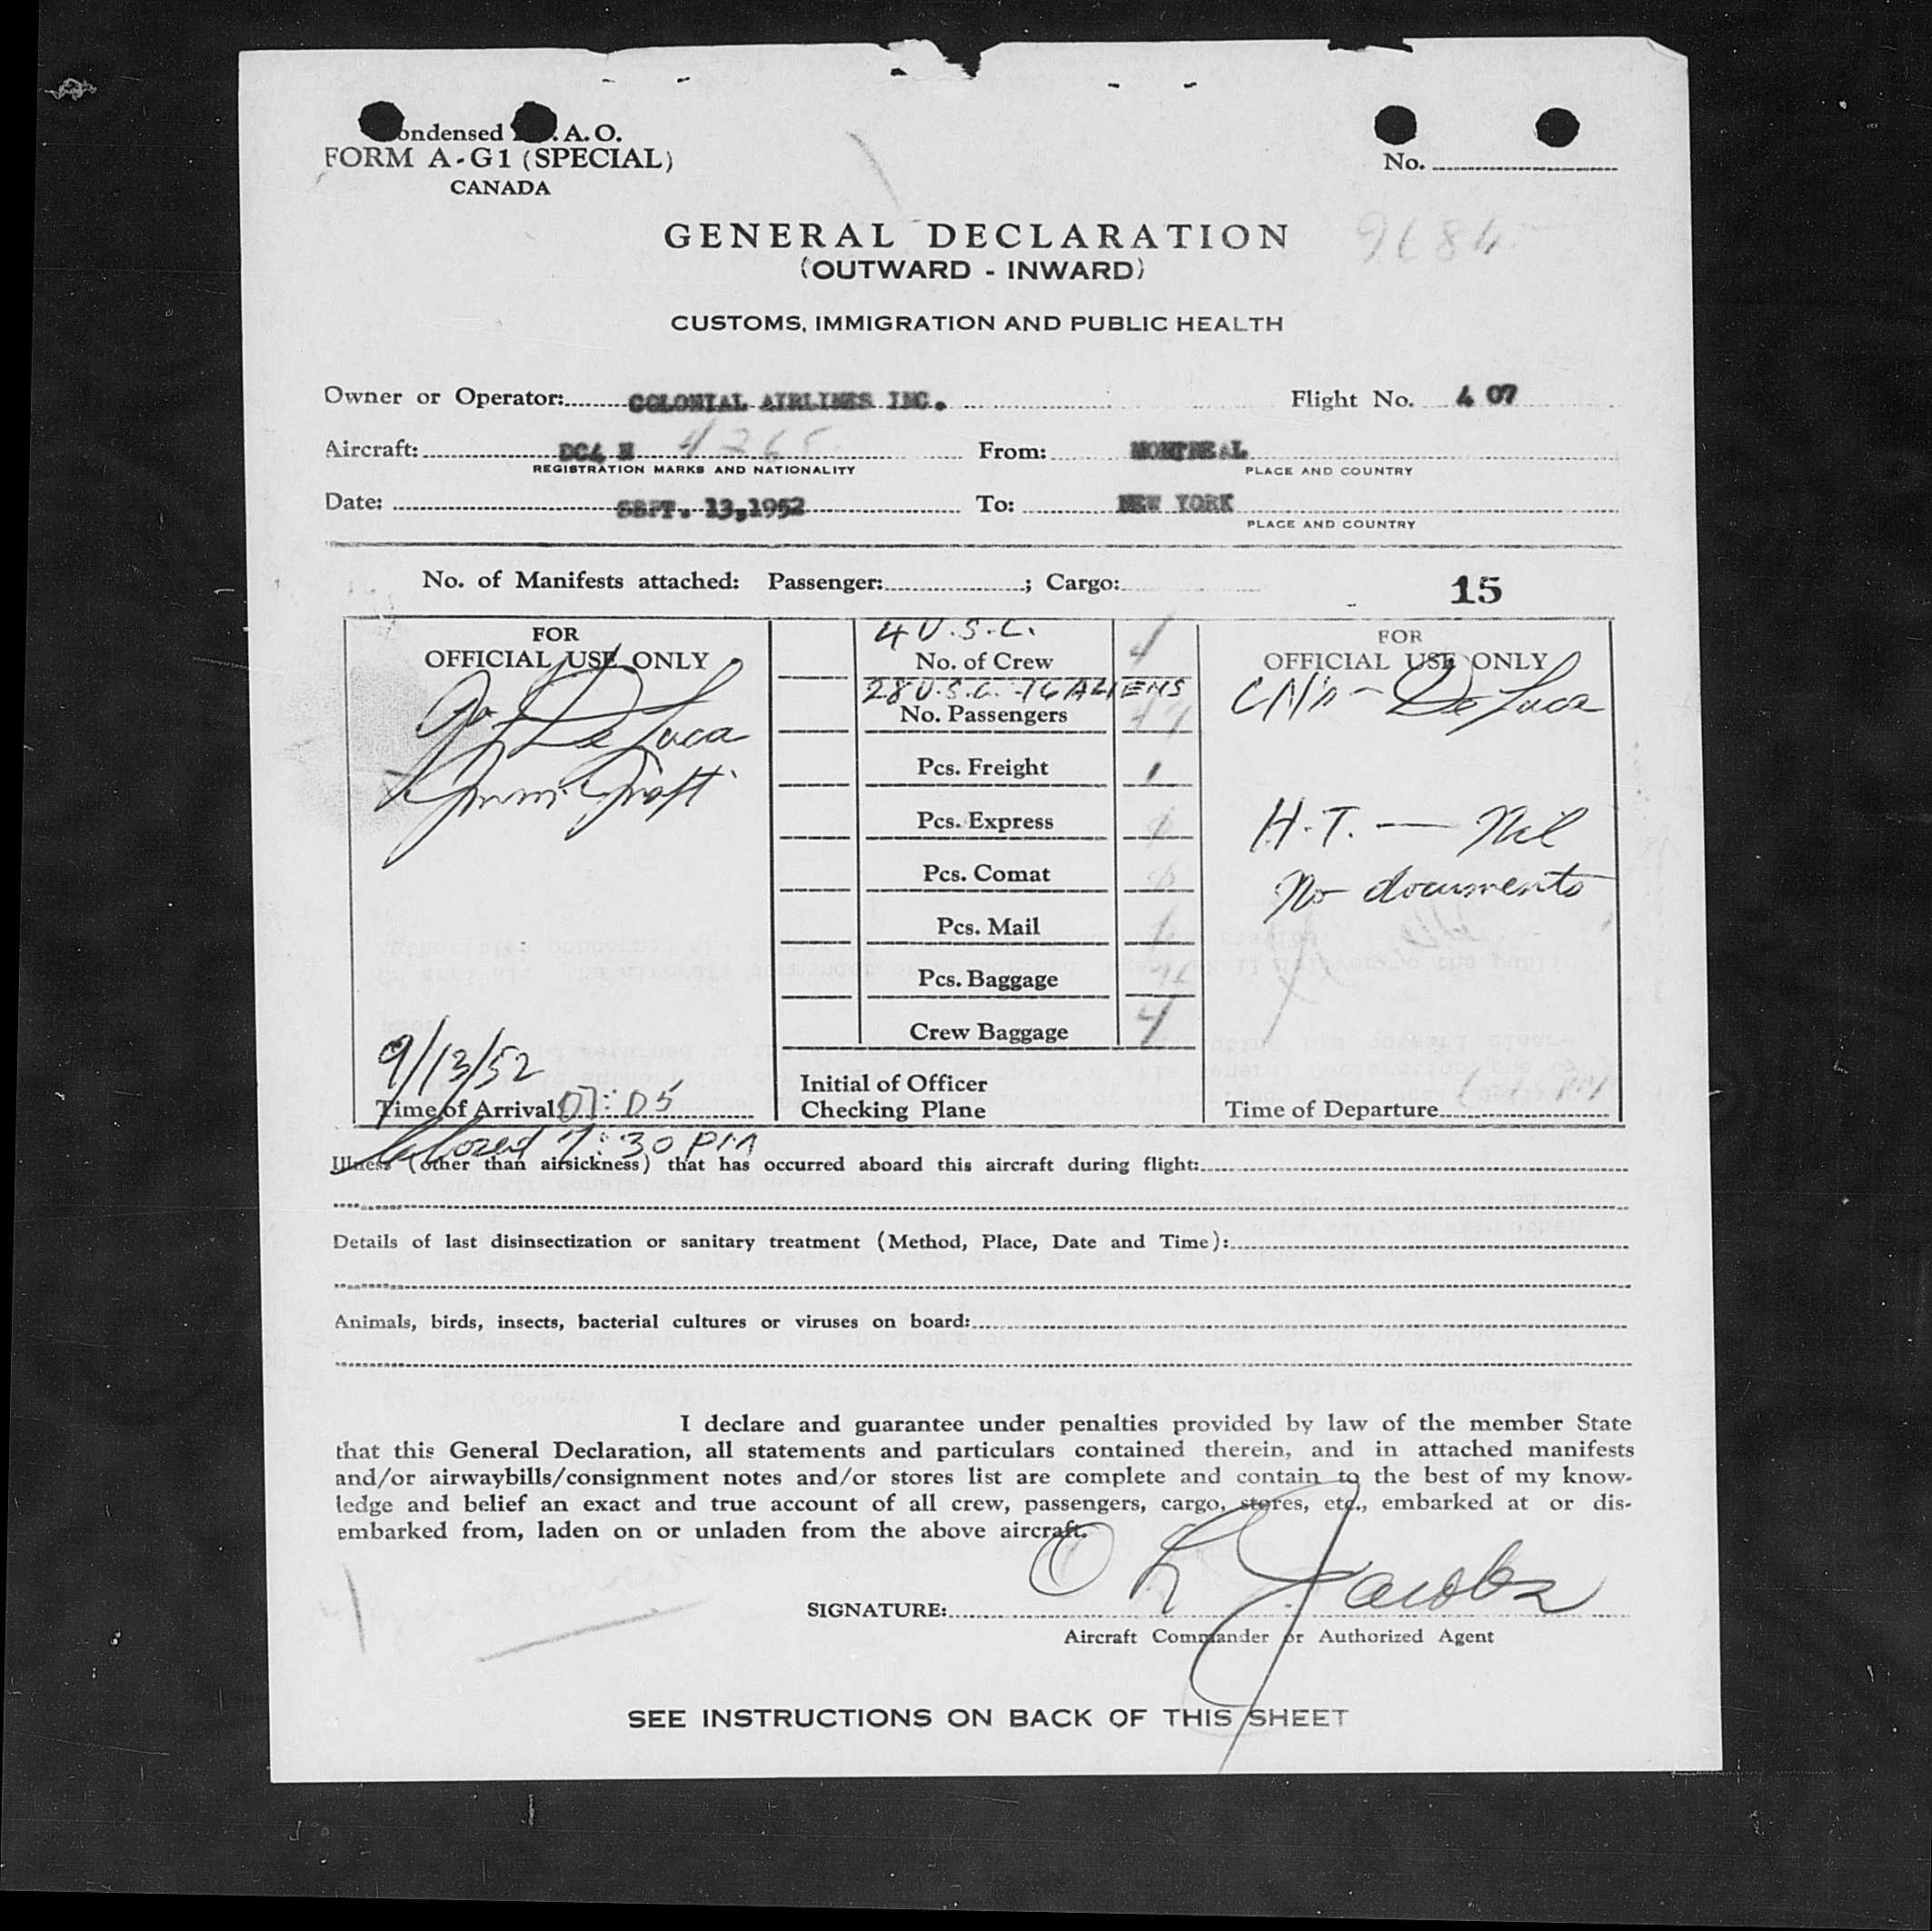 ondensed . A. O.
FORM A-G1 (SPECIAL)
CANADA
No.
GENERAL DECLARATION
(OUTWARD - INWARD)
CUSTOMS, IMMIGRATION AND PUBLIC HEALTH
Owner or Operator: COLONIAL AIRLINES INC. Flight No. 4 07
Aircraft: DC4 N From: MONTREAL
REGISTRATION MARKS AND NATIONALITY PLACE AND COUNTRY
Date: SEPT. 13,1952 To: NEW YORK
PLACE AND COUNTRY
No. of Manifests attached: Passenger: ; Cargo: 15
FOR
OFFICIAL USE ONLY
De Luca
9/13/52
Time of Arrival 07:05
Closed 7:30 PM
4 U.S.C.
No. of Crew 4
28 U.S.C. -16 ALIENS
No. Passengers
Pcs. Freight
Pcs. Express
Pcs. Comat
Pcs. Mail
Pcs. Baggage
Crew Baggage 4
Initial of Officer
Checking Plane
FOR
OFFICIAL USE ONLY
De Luca
H.T. — Nil
No documents
Time of Departure
Illness (other than airsickness) that has occurred aboard this aircraft during flight:
Details of last disinsectization or sanitary treatment (Method, Place, Date and Time):
Animals, birds, insects, bacterial cultures or viruses on board:
I declare and guarantee under penalties provided by law of the member State
that this General Declaration, all statements and particulars contained therein, and in attached manifests
and/or airwaybills/consignment notes and/or stores list are complete and contain to the best of my know-
ledge and belief an exact and true account of all crew, passengers, cargo, stores, etc., embarked at or dis-
embarked from, laden on or unladen from the above aircraft.
SIGNATURE: O L Jacobs
Aircraft Commander or Authorized Agent
SEE INSTRUCTIONS ON BACK OF THIS SHEET